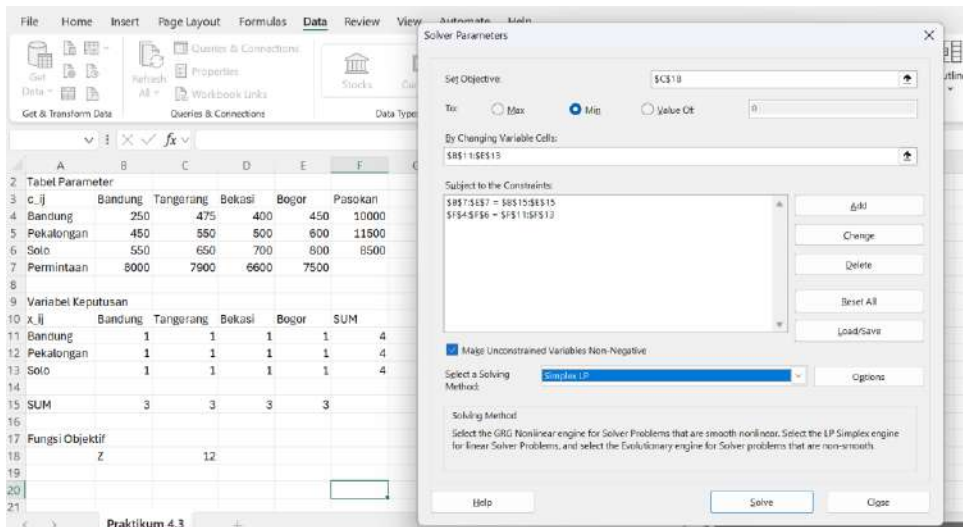 File Home Insert Page Layout Formulas Data Review View Automate Help
Get Data
Refresh All
Queries & Connections
Properties
Workbook Links
Stocks
Get & Transform Data Queries & Connections Data Type
fx
A B C D E F
2 Tabel Parameter
3 c_ij Bandung Tangerang Bekasi Bogor Pasokan
4 Bandung 250 475 400 450 10000
5 Pekalongan 450 550 500 600 11500
6 Solo 550 650 700 800 8500
7 Permintaan 8000 7900 6600 7500
8
9 Variabel Keputusan
10 x_ij Bandung Tangerang Bekasi Bogor SUM
11 Bandung 1 1 1 1 4
12 Pekalongan 1 1 1 1 4
13 Solo 1 1 1 1 4
14
15 SUM 3 3 3 3
16
17 Fungsi Objektif
18 Z 12
19
20
21
Praktikum 4.3
Solver Parameters
Set Objective: $C$18
To: Max Min Value Of: 0
By Changing Variable Cells:
$B$11:$E$13
Subject to the Constraints:
$B$7:$E$7 = $B$15:$E$15
$F$4:$F$6 = $F$11:$F$13
Add
Change
Delete
Reset All
Load/Save
Make Unconstrained Variables Non-Negative
Select a Solving Method: Simplex LP Options
Solving Method
Select the GRG Nonlinear engine for Solver Problems that are smooth nonlinear. Select the LP Simplex engine
for linear Solver Problems, and select the Evolutionary engine for Solver problems that are non-smooth.
Help Solve Close